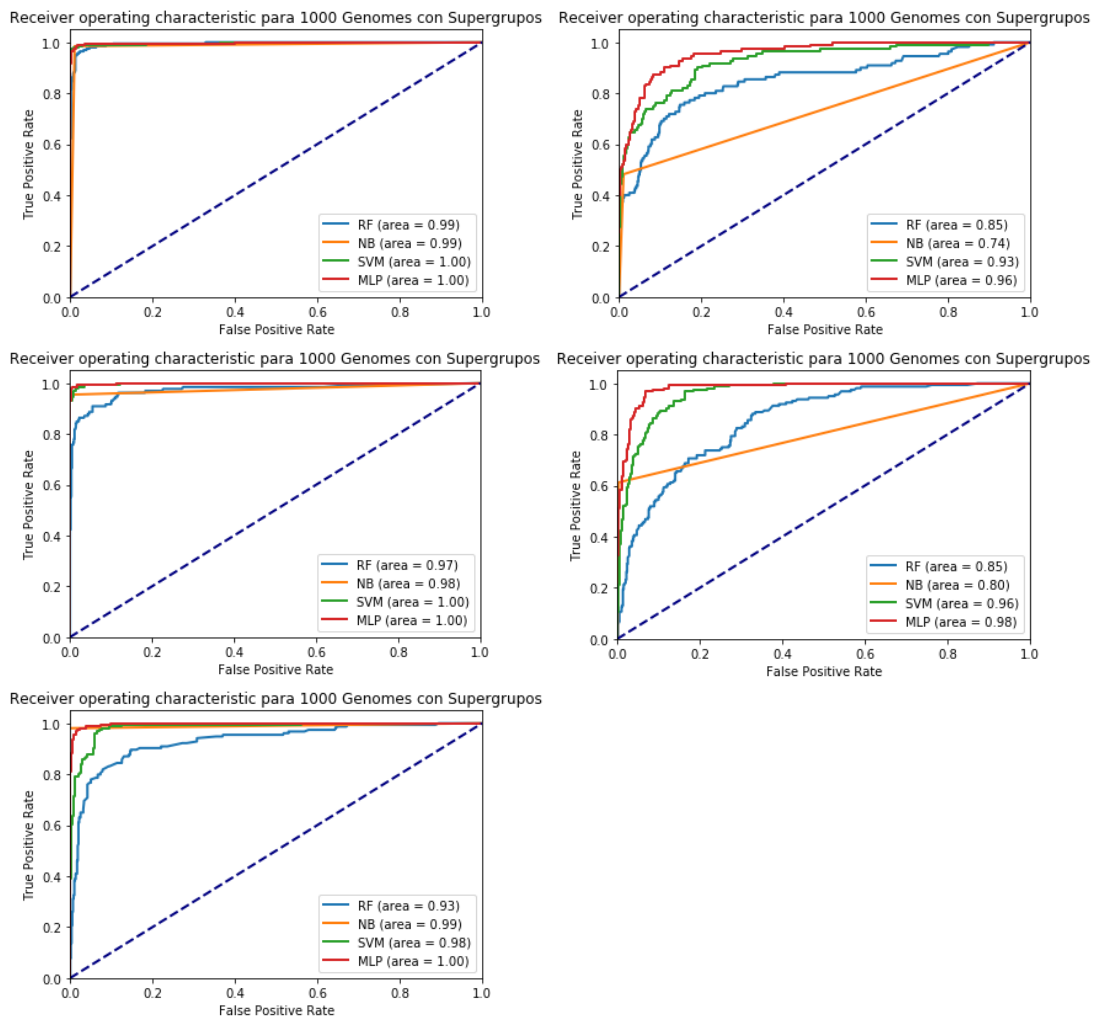 Receiver operating characteristic para 1000 Genomes con Supergrupos
1.0
0.8
0.6
0.4
0.2
0.0
True Positive Rate
RF (area = 0.99)
NB (area = 0.99)
SVM (area = 1.00)
MLP (area = 1.00)
0.0 0.2 0.4 0.6 0.8 1.0
False Positive Rate
Receiver operating characteristic para 1000 Genomes con Supergrupos
1.0
0.8
0.6
0.4
0.2
0.0
True Positive Rate
RF (area = 0.85)
NB (area = 0.74)
SVM (area = 0.93)
MLP (area = 0.96)
0.0 0.2 0.4 0.6 0.8 1.0
False Positive Rate
Receiver operating characteristic para 1000 Genomes con Supergrupos
1.0
0.8
0.6
0.4
0.2
0.0
True Positive Rate
RF (area = 0.97)
NB (area = 0.98)
SVM (area = 1.00)
MLP (area = 1.00)
0.0 0.2 0.4 0.6 0.8 1.0
False Positive Rate
Receiver operating characteristic para 1000 Genomes con Supergrupos
1.0
0.8
0.6
0.4
0.2
0.0
True Positive Rate
RF (area = 0.85)
NB (area = 0.80)
SVM (area = 0.96)
MLP (area = 0.98)
0.0 0.2 0.4 0.6 0.8 1.0
False Positive Rate
Receiver operating characteristic para 1000 Genomes con Supergrupos
1.0
0.8
0.6
0.4
0.2
0.0
True Positive Rate
RF (area = 0.93)
NB (area = 0.99)
SVM (area = 0.98)
MLP (area = 1.00)
0.0 0.2 0.4 0.6 0.8 1.0
False Positive Rate